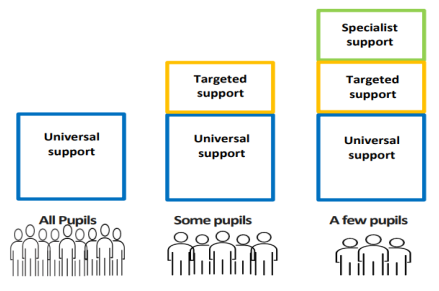 Specialist
support
Targeted
support
Targeted
support
Universal
support
Universal
support
Universal
support
All Pupils
Some pupils
A few pupils